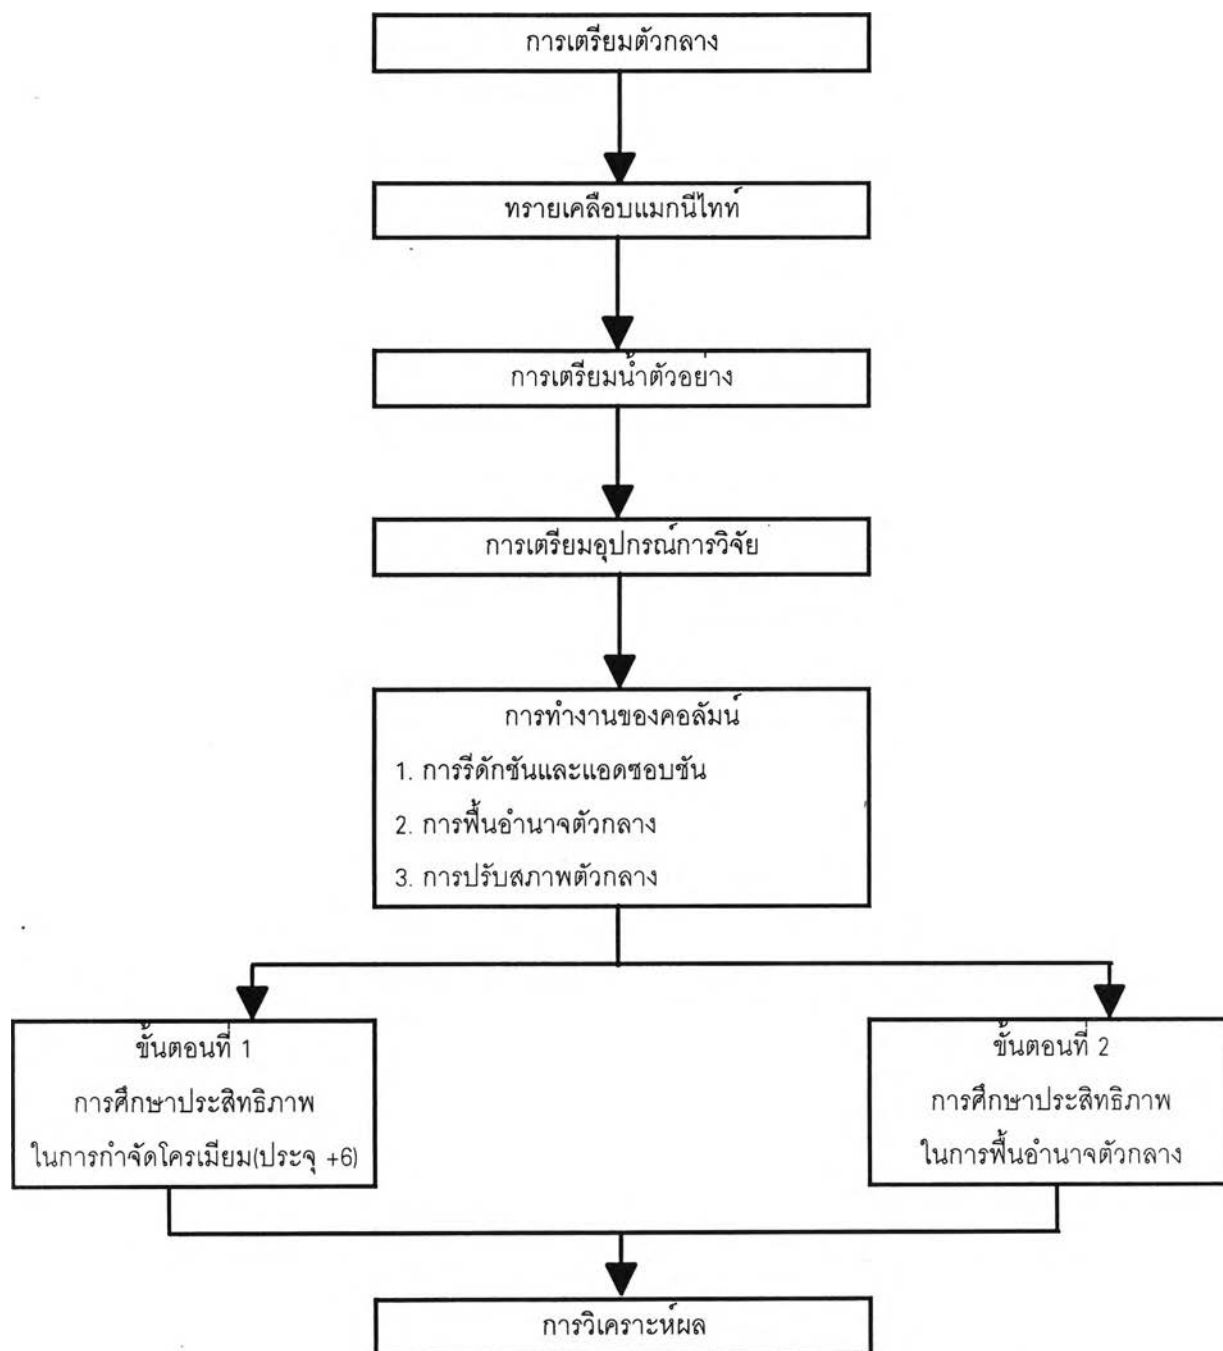 การเตรียมตัวกลาง
ทรายเคลือบแมกนีไทท์
การเตรียมน้ำตัวอย่าง
การเตรียมอุปกรณ์การวิจัย
การทำงานของคอลัมน์
1. การรีดักชันและแอดซอบชัน
2. การฟื้นอำนาจตัวกลาง
3. การปรับสภาพตัวกลาง
ขั้นตอนที่ 1
การศึกษาประสิทธิภาพ
ในการกำจัดโครเมียม(ประจุ +6)
ขั้นตอนที่ 2
การศึกษาประสิทธิภาพ
ในการฟื้นอำนาจตัวกลาง
การวิเคราะห์ผล